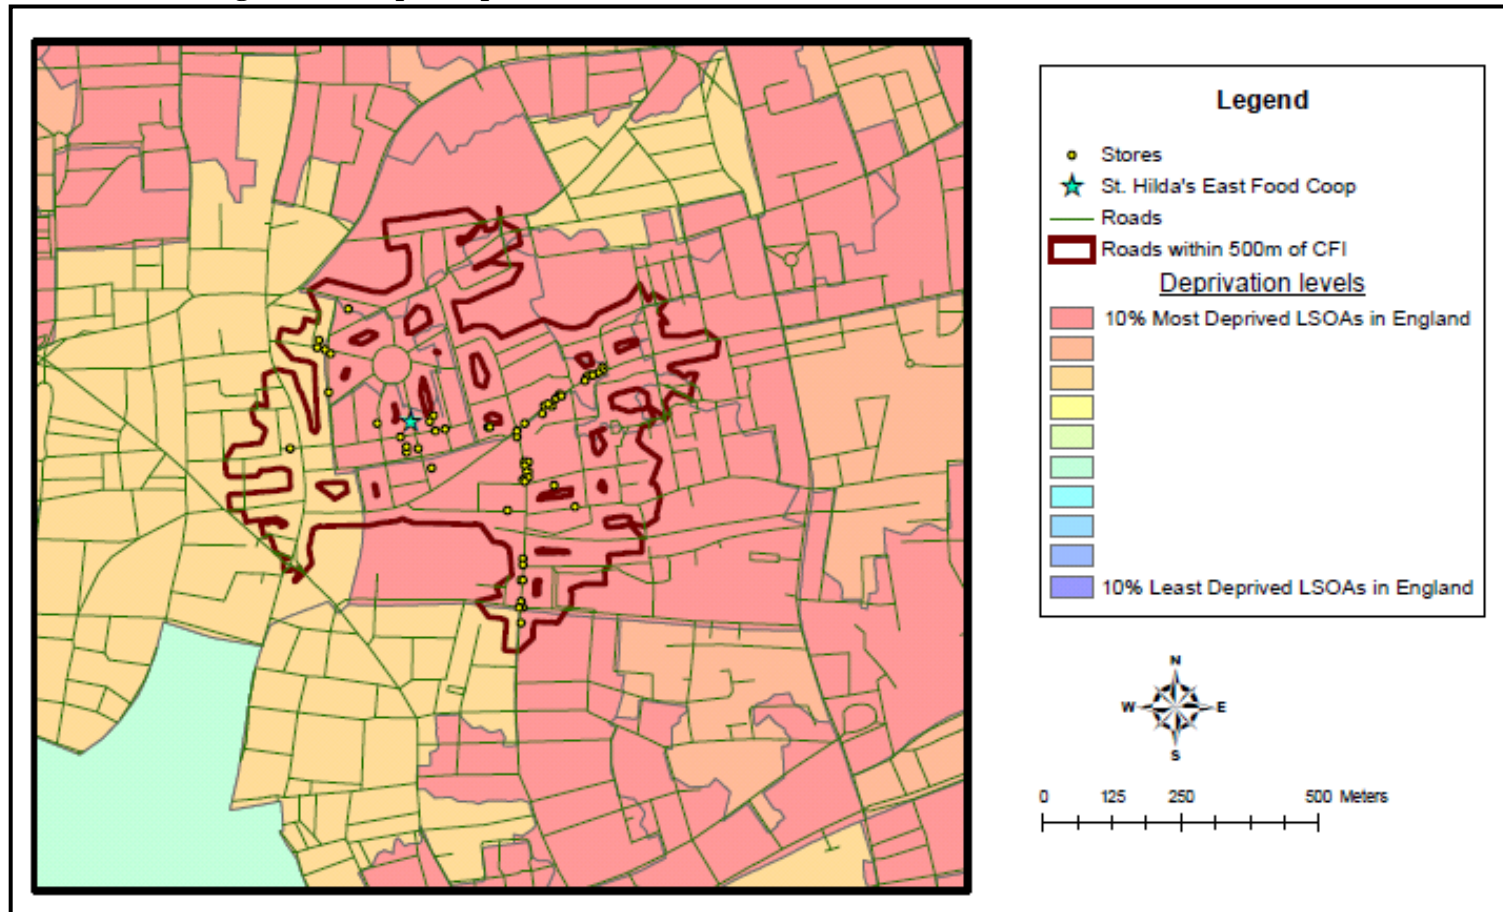 Legend
Stores
St. Hilda's East Food Coop
Roads
Roads within 500m of CFI
Deprivation levels
10% Most Deprived LSOAs in England
10% Least Deprived LSOAs in England
N
W E
S
0 125 250 500 Meters